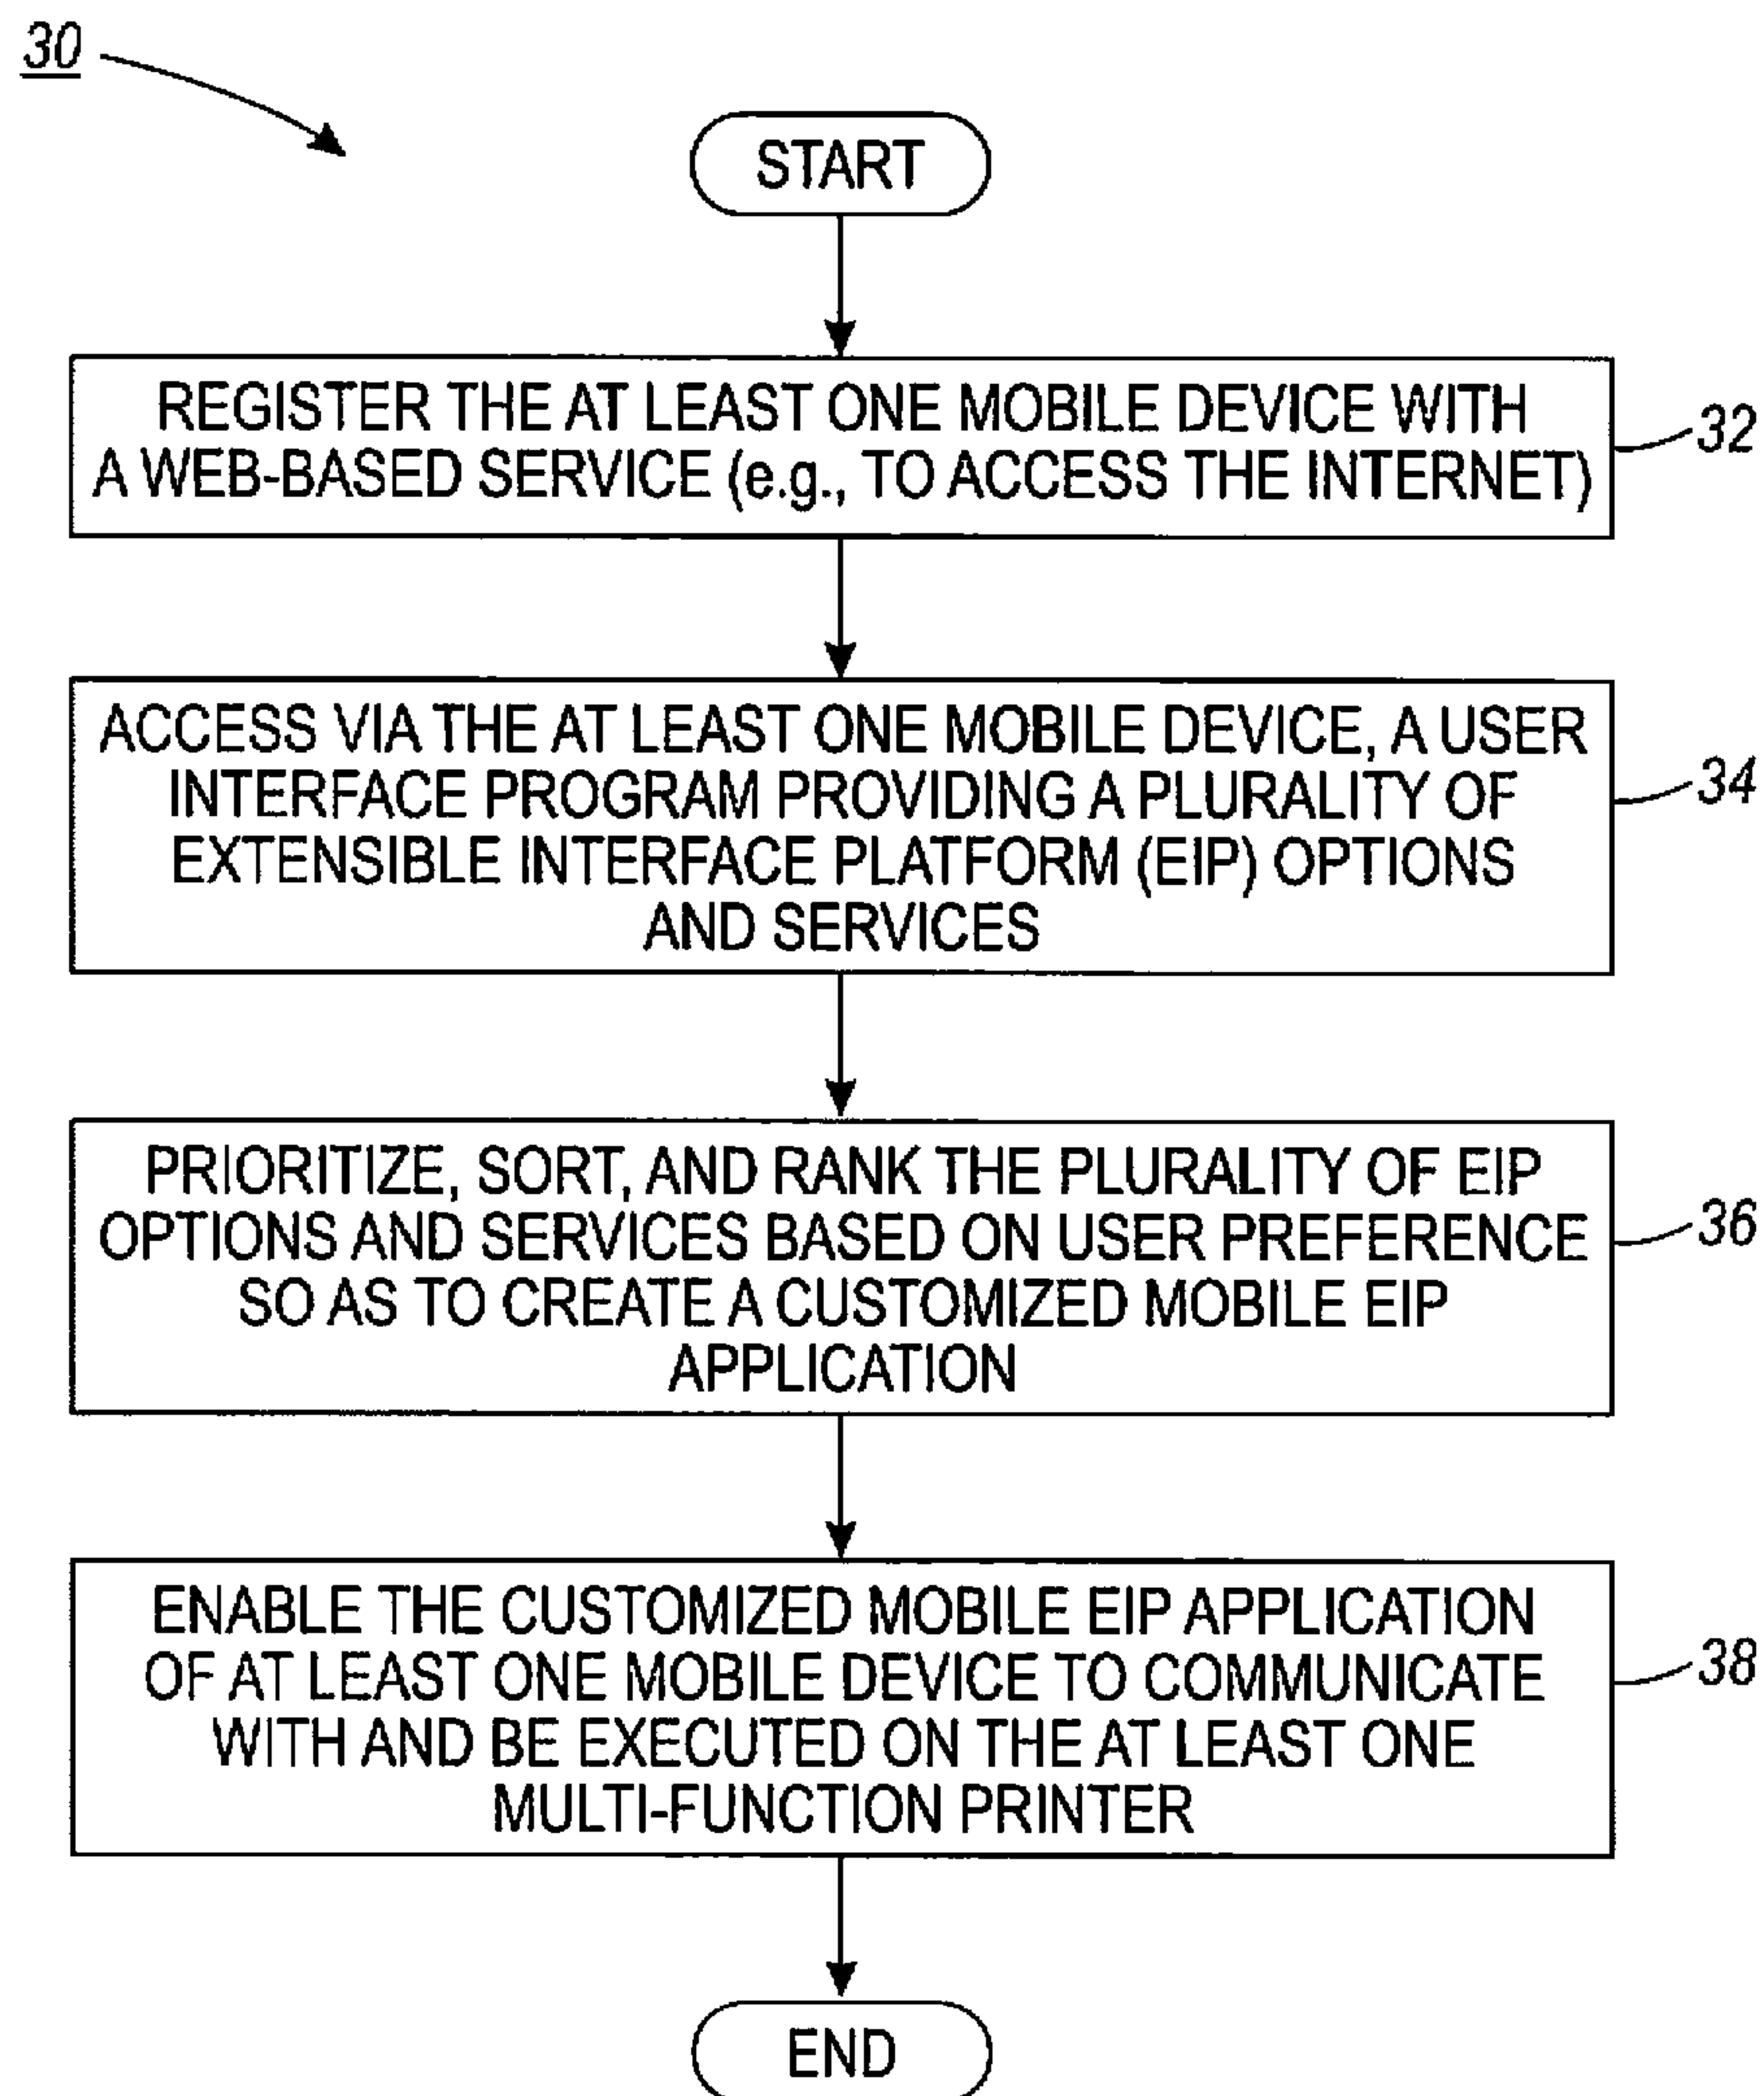 30
START
REGISTER THE AT LEAST ONE MOBILE DEVICE WITH
A WEB-BASED SERVICE (e.g., TO ACCESS THE INTERNET)
32
ACCESS VIA THE AT LEAST ONE MOBILE DEVICE, A USER
INTERFACE PROGRAM PROVIDING A PLURALITY OF
EXTENSIBLE INTERFACE PLATFORM (EIP) OPTIONS
AND SERVICES
34
PRIORITIZE, SORT, AND RANK THE PLURALITY OF EIP
OPTIONS AND SERVICES BASED ON USER PREFERENCE
SO AS TO CREATE A CUSTOMIZED MOBILE EIP
APPLICATION
36
ENABLE THE CUSTOMIZED MOBILE EIP APPLICATION
OF AT LEAST ONE MOBILE DEVICE TO COMMUNICATE
WITH AND BE EXECUTED ON THE AT LEAST ONE
MULTI-FUNCTION PRINTER
38
END